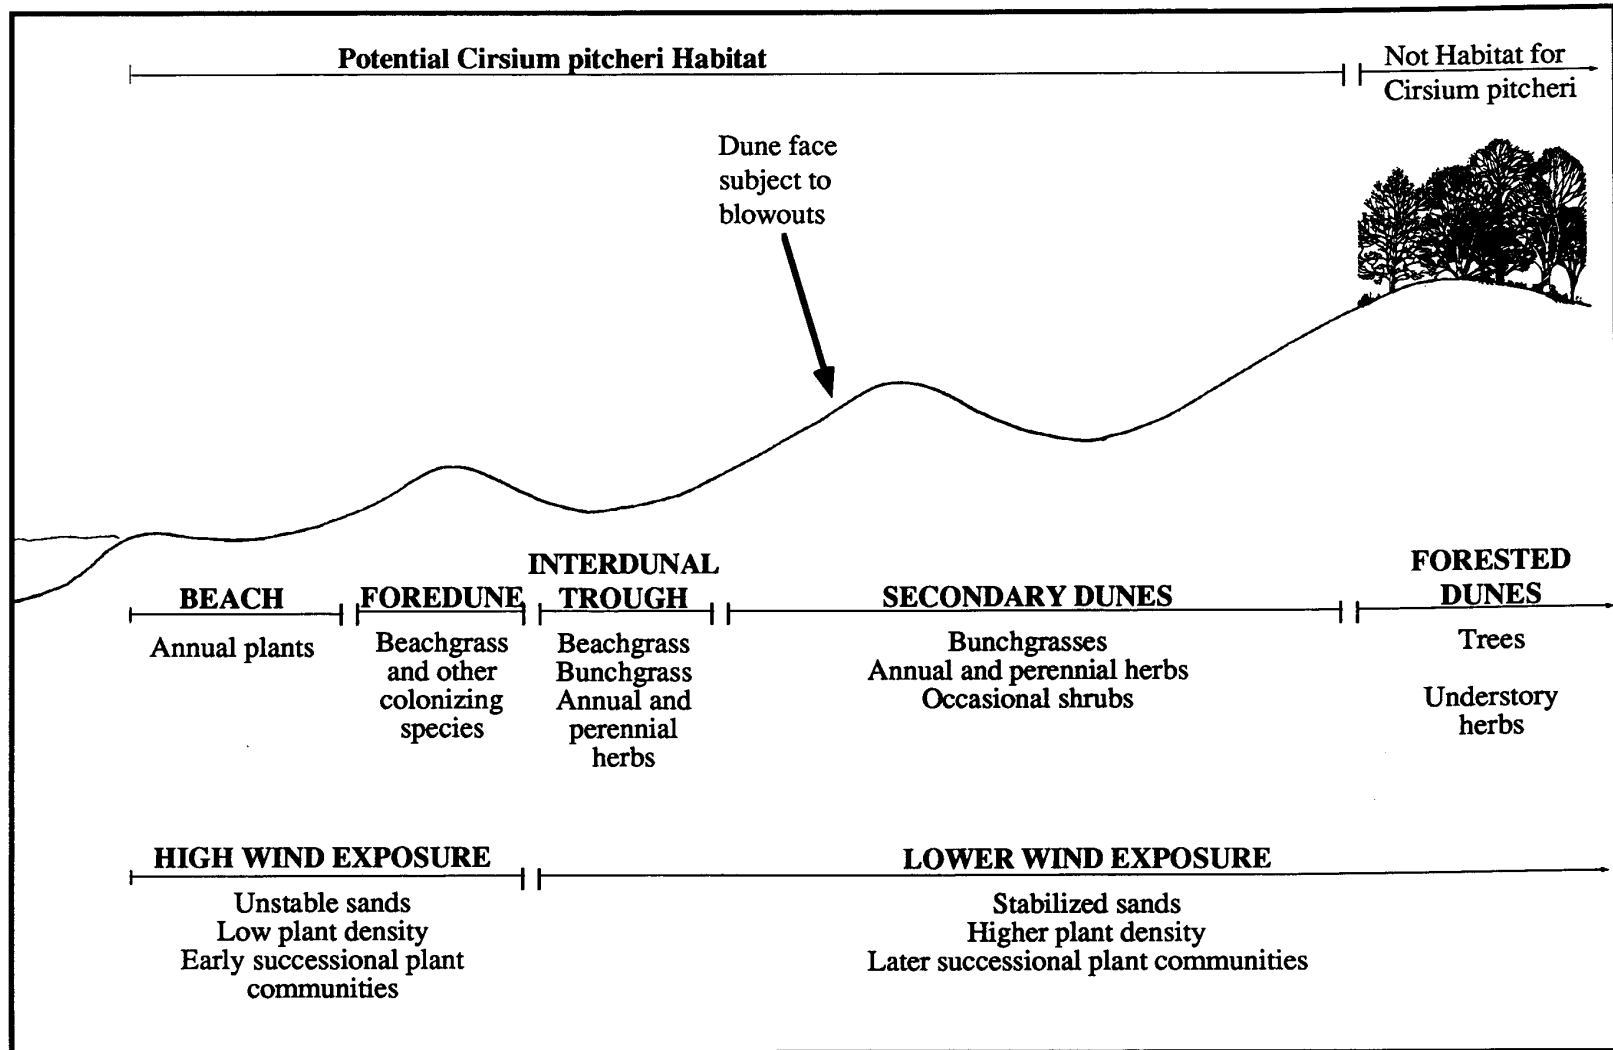 Potential Cirsium pitcheri Habitat
Not Habitat for
Cirsium pitcheri
Dune face
subject to
blowouts
BEACH
Annual plants
FOREDUNE
Beachgrass
and other
colonizing
species
INTERDUNAL
TROUGH
Beachgrass
Bunchgrass
Annual and
perennial
herbs
SECONDARY DUNES
Bunchgrasses
Annual and perennial herbs
Occasional shrubs
FORESTED
DUNES
Trees
Understory
herbs
HIGH WIND EXPOSURE
Unstable sands
Low plant density
Early successional plant
communities
LOWER WIND EXPOSURE
Stabilized sands
Higher plant density
Later successional plant communities